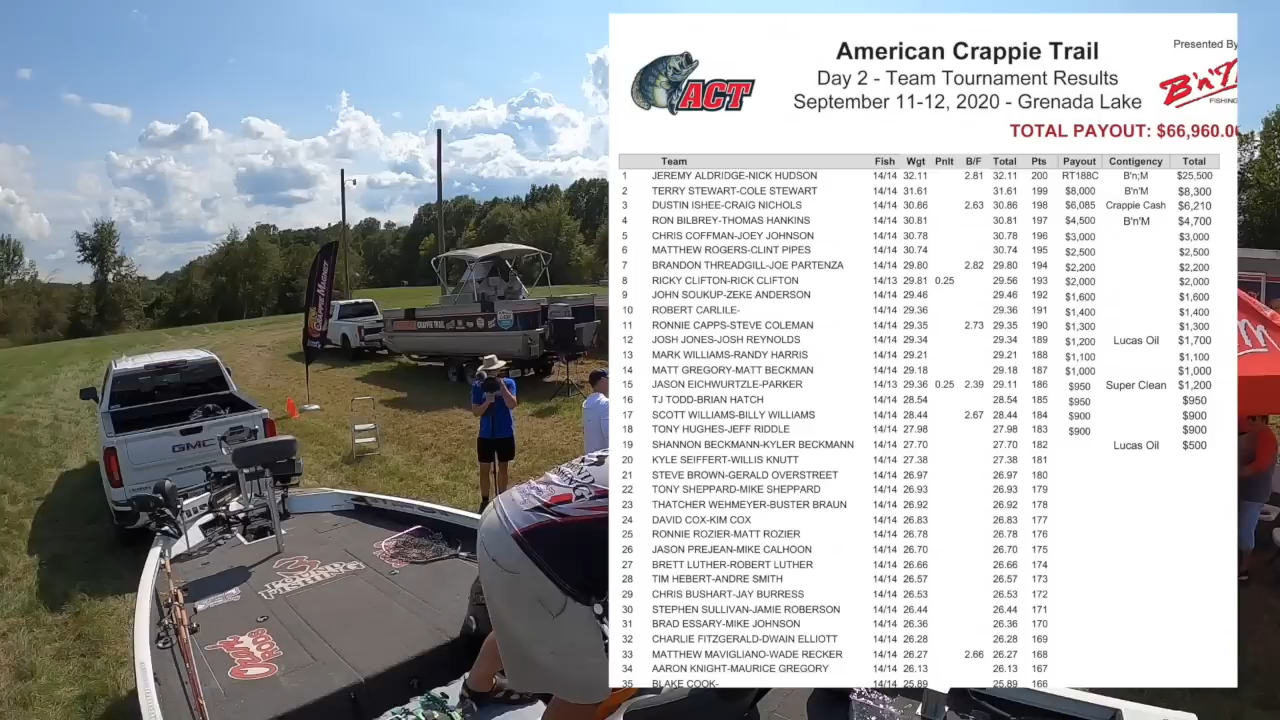 American Crappie Trail
Presented By
Day 2 - Team Tournament Results
ACT
September 11-12, 2020 - Grenada Lake
B'n'M
FISHING
TOTAL PAYOUT: $66,960.00
Team Fish Wgt Pnlt B/F Total Pts Payout Contigency Total
1 JEREMY ALDRIDGE-NICK HUDSON 14/14 32.11 2.81 32.11 200 RT188C B'n;M $25,500
2 TERRY STEWART-COLE STEWART 14/14 31.61 31.61 199 $8,000 B'n'M $8,300
3 DUSTIN ISHEE-CRAIG NICHOLS 14/14 30.86 2.63 30.86 198 $6,085 Crappie Cash $6,210
4 RON BILBREY-THOMAS HANKINS 14/14 30.81 30.81 197 $4,500 B'n'M $4,700
5 CHRIS COFFMAN-JOEY JOHNSON 14/14 30.78 30.78 196 $3,000 $3,000
6 MATTHEW ROGERS-CLINT PIPES 14/14 30.74 30.74 195 $2,500 $2,500
7 BRANDON THREADGILL-JOE PARTENZA 14/14 29.80 2.82 29.80 194 $2,200 $2,200
8 RICKY CLIFTON-RICK CLIFTON 14/13 29.81 0.25 29.56 193 $2,000 $2,000
9 JOHN SOUKUP-ZEKE ANDERSON 14/14 29.46 29.46 192 $1,600 $1,600
10 ROBERT CARLILE- 14/14 29.36 29.36 191 $1,400 $1,400
11 RONNIE CAPPS-STEVE COLEMAN 14/14 29.35 2.73 29.35 190 $1,300 $1,300
12 JOSH JONES-JOSH REYNOLDS 14/14 29.34 29.34 189 $1,200 Lucas Oil $1,700
13 MARK WILLIAMS-RANDY HARRIS 14/14 29.21 29.21 188 $1,100 $1,100
14 MATT GREGORY-MATT BECKMAN 14/14 29.18 29.18 187 $1,000 $1,000
15 JASON EICHWURTZLE-PARKER 14/13 29.36 0.25 2.39 29.11 186 $950 Super Clean $1,200
16 TJ TODD-BRIAN HATCH 14/14 28.54 28.54 185 $950 $950
17 SCOTT WILLIAMS-BILLY WILLIAMS 14/14 28.44 2.67 28.44 184 $900 $900
18 TONY HUGHES-JEFF RIDDLE 14/14 27.98 27.98 183 $900 $900
19 SHANNON BECKMANN-KYLER BECKMANN 14/14 27.70 27.70 182 Lucas Oil $500
20 KYLE SEIFFERT-WILLIS KNUTT 14/14 27.38 27.38 181
21 STEVE BROWN-GERALD OVERSTREET 14/14 26.97 26.97 180
22 TONY SHEPPARD-MIKE SHEPPARD 14/14 26.93 26.93 179
23 THATCHER WEHMEYER-BUSTER BRAUN 14/14 26.92 26.92 178
24 DAVID COX-KIM COX 14/14 26.83 26.83 177
25 RONNIE ROZIER-MATT ROZIER 14/14 26.78 26.78 176
26 JASON PREJEAN-MIKE CALHOON 14/14 26.70 26.70 175
27 BRETT LUTHER-ROBERT LUTHER 14/14 26.66 26.66 174
28 TIM HEBERT-ANDRE SMITH 14/14 26.57 26.57 173
29 CHRIS BUSHART-JAY BURRESS 14/14 26.53 26.53 172
30 STEPHEN SULLIVAN-JAMIE ROBERSON 14/14 26.44 26.44 171
31 BRAD ESSARY-MIKE JOHNSON 14/14 26.36 26.36 170
32 CHARLIE FITZGERALD-DWAIN ELLIOTT 14/14 26.28 26.28 169
33 MATTHEW MAVIGLIANO-WADE RECKER 14/14 26.27 2.66 26.27 168
34 AARON KNIGHT-MAURICE GREGORY 14/14 26.13 26.13 167
35 BLAKE COOK- 14/14 25.89 25.89 166
CRAPPIE MAGNET
CRAPPIE TRAIL
GMC
RODS